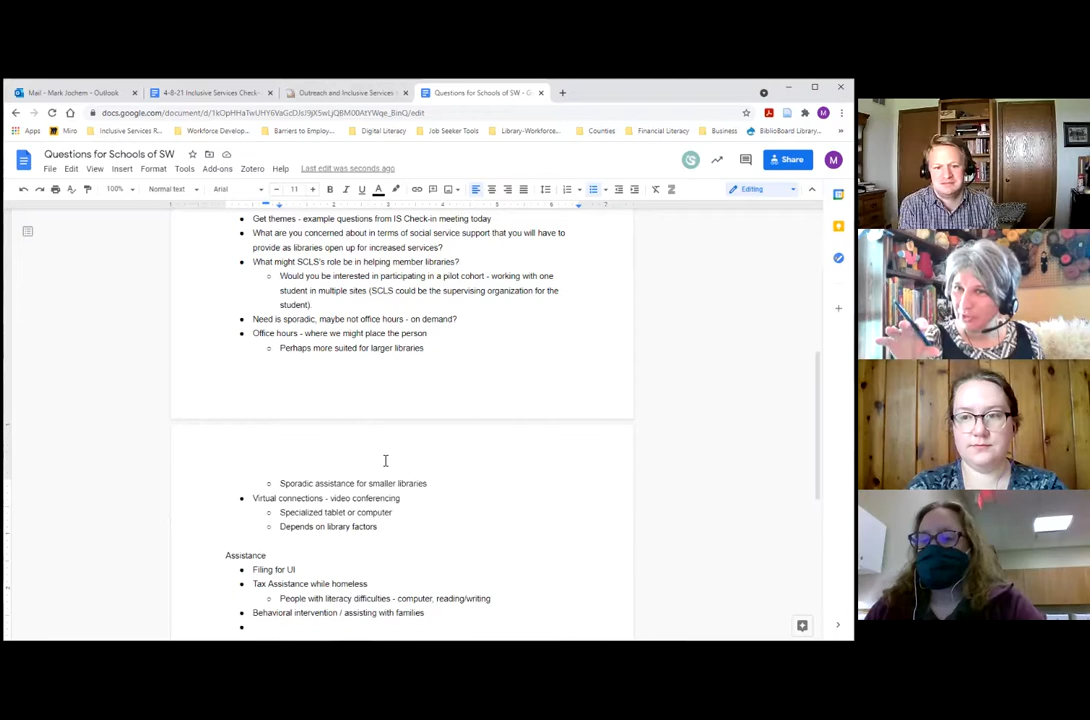 Mail - Mark Jochem - Outlook
4-8-21 Inclusive Services Check-
Outreach and Inclusive Services
Questions for Schools of SW - G
Apps
Miro
Inclusive Services R...
Workforce Develop...
Barriers to Employ...
Digital Literacy
Job Seeker Tools
Library-Workforce...
Counties
Financial Literacy
Business
BiblioBoard Library...
Questions for Schools of SW
File Edit View Insert Format Tools Add-ons Zotero Help Last edit was seconds ago
Share
M
100% Normal text Arial 11 B I U A Editing
• Get themes - example questions from IS Check-in meeting today
• What are you concerned about in terms of social service support that you will have to
provide as libraries open up for increased services?
• What might SCLS's role be in helping member libraries?
○ Would you be interested in participating in a pilot cohort - working with one
student in multiple sites (SCLS could be the supervising organization for the
student).
• Need is sporadic, maybe not office hours - on demand?
• Office hours - where we might place the person
○ Perhaps more suited for larger libraries
○ Sporadic assistance for smaller libraries
• Virtual connections - video conferencing
○ Specialized tablet or computer
○ Depends on library factors
Assistance
• Filing for UI
• Tax Assistance while homeless
○ People with literacy difficulties - computer, reading/writing
• Behavioral intervention / assisting with families